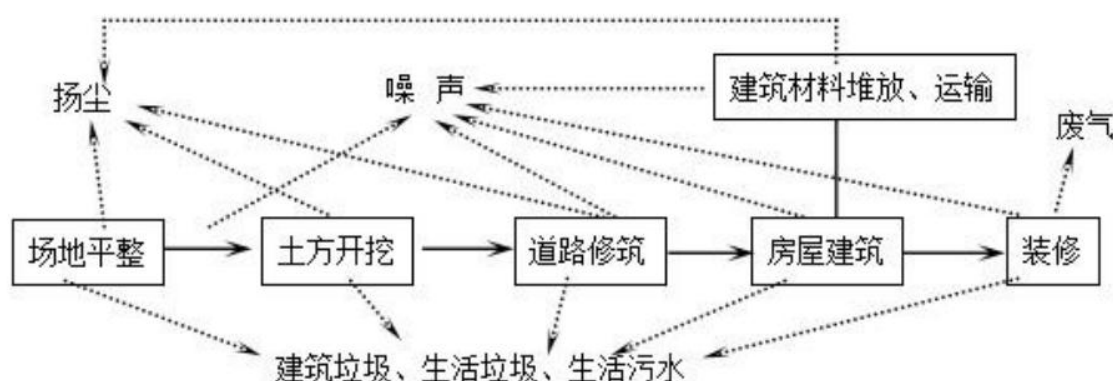 建筑材料堆放、运输
扬尘
噪 声
废气
场地平整
土方开挖
道路修筑
房屋建筑
装修
建筑垃圾、生活垃圾、生活污水